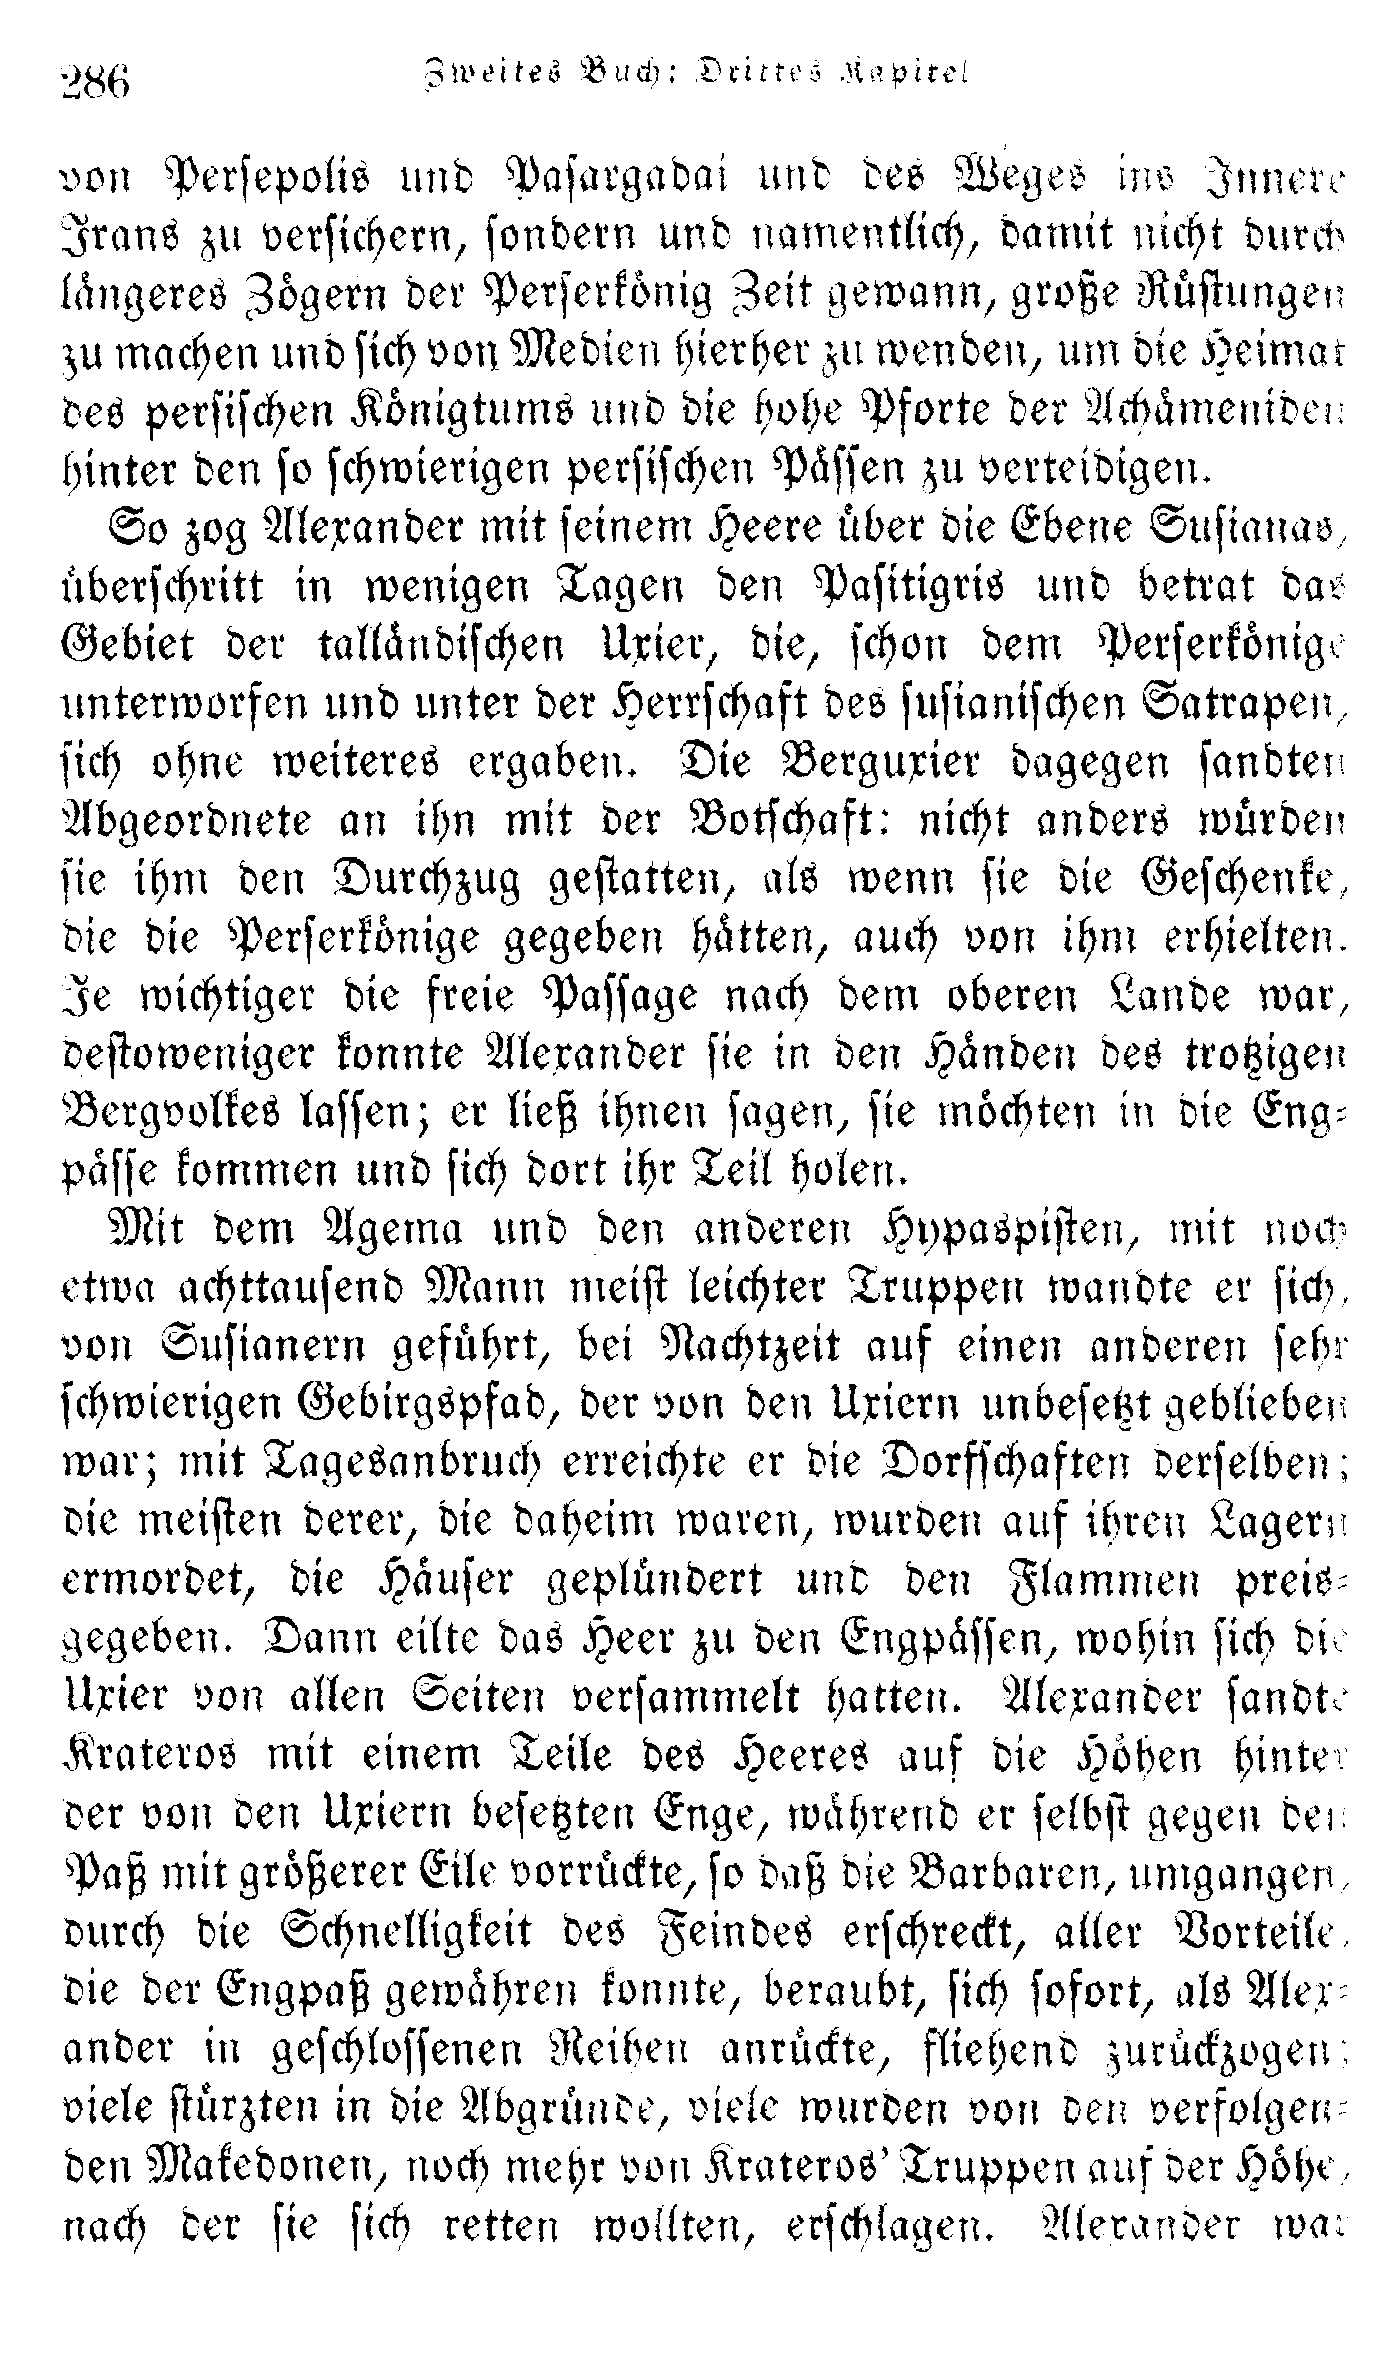 286
Zweites Buch: Drittes Kapitel
von Persepolis und Pasargadai und des Weges ins Innere
Irans zu versichern, sondern und namentlich, damit nicht durch
längeres Zögern der Perserkönig Zeit gewann, große Rüstungen
zu machen und sich von Medien hierher zu wenden, um die Heimat
des persischen Königtums und die hohe Pforte der Achämeniden
hinter den so schwierigen persischen Pässen zu verteidigen.
So zog Alexander mit seinem Heere über die Ebene Susianas,
überschritt in wenigen Tagen den Pasitigris und betrat das
Gebiet der talländischen Uxier, die, schon dem Perserkönige
unterworfen und unter der Herrschaft des susianischen Satrapen,
sich ohne weiteres ergaben. Die Berguxier dagegen sandten
Abgeordnete an ihn mit der Botschaft: nicht anders würden
sie ihm den Durchzug gestatten, als wenn sie die Geschenke,
die die Perserkönige gegeben hätten, auch von ihm erhielten.
Je wichtiger die freie Passage nach dem oberen Lande war,
destoweniger konnte Alexander sie in den Händen des trotzigen
Bergvolkes lassen; er ließ ihnen sagen, sie möchten in die Eng-
pässe kommen und sich dort ihr Teil holen.
Mit dem Agema und den anderen Hypaspisten, mit noch
etwa achttausend Mann meist leichter Truppen wandte er sich,
von Susianern geführt, bei Nachtzeit auf einen anderen sehr
schwierigen Gebirgspfad, der von den Uxiern unbesetzt geblieben
war; mit Tagesanbruch erreichte er die Dorfschaften derselben;
die meisten derer, die daheim waren, wurden auf ihren Lagern
ermordet, die Häuser geplündert und den Flammen preis-
gegeben. Dann eilte das Heer zu den Engpässen, wohin sich die
Uxier von allen Seiten versammelt hatten. Alexander sandte
Krateros mit einem Teile des Heeres auf die Höhen hinter
der von den Uxiern besetzten Enge, während er selbst gegen den
Paß mit größerer Eile vorrückte, so daß die Barbaren, umgangen,
durch die Schnelligkeit des Feindes erschreckt, aller Vorteile,
die der Engpaß gewähren konnte, beraubt, sich sofort, als Alex-
ander in geschlossenen Reihen anrückte, fliehend zurückzogen;
viele stürzten in die Abgründe, viele wurden von den verfolgen-
den Makedonen, noch mehr von Krateros' Truppen auf der Höhe,
nach der sie sich retten wollten, erschlagen. Alexander war